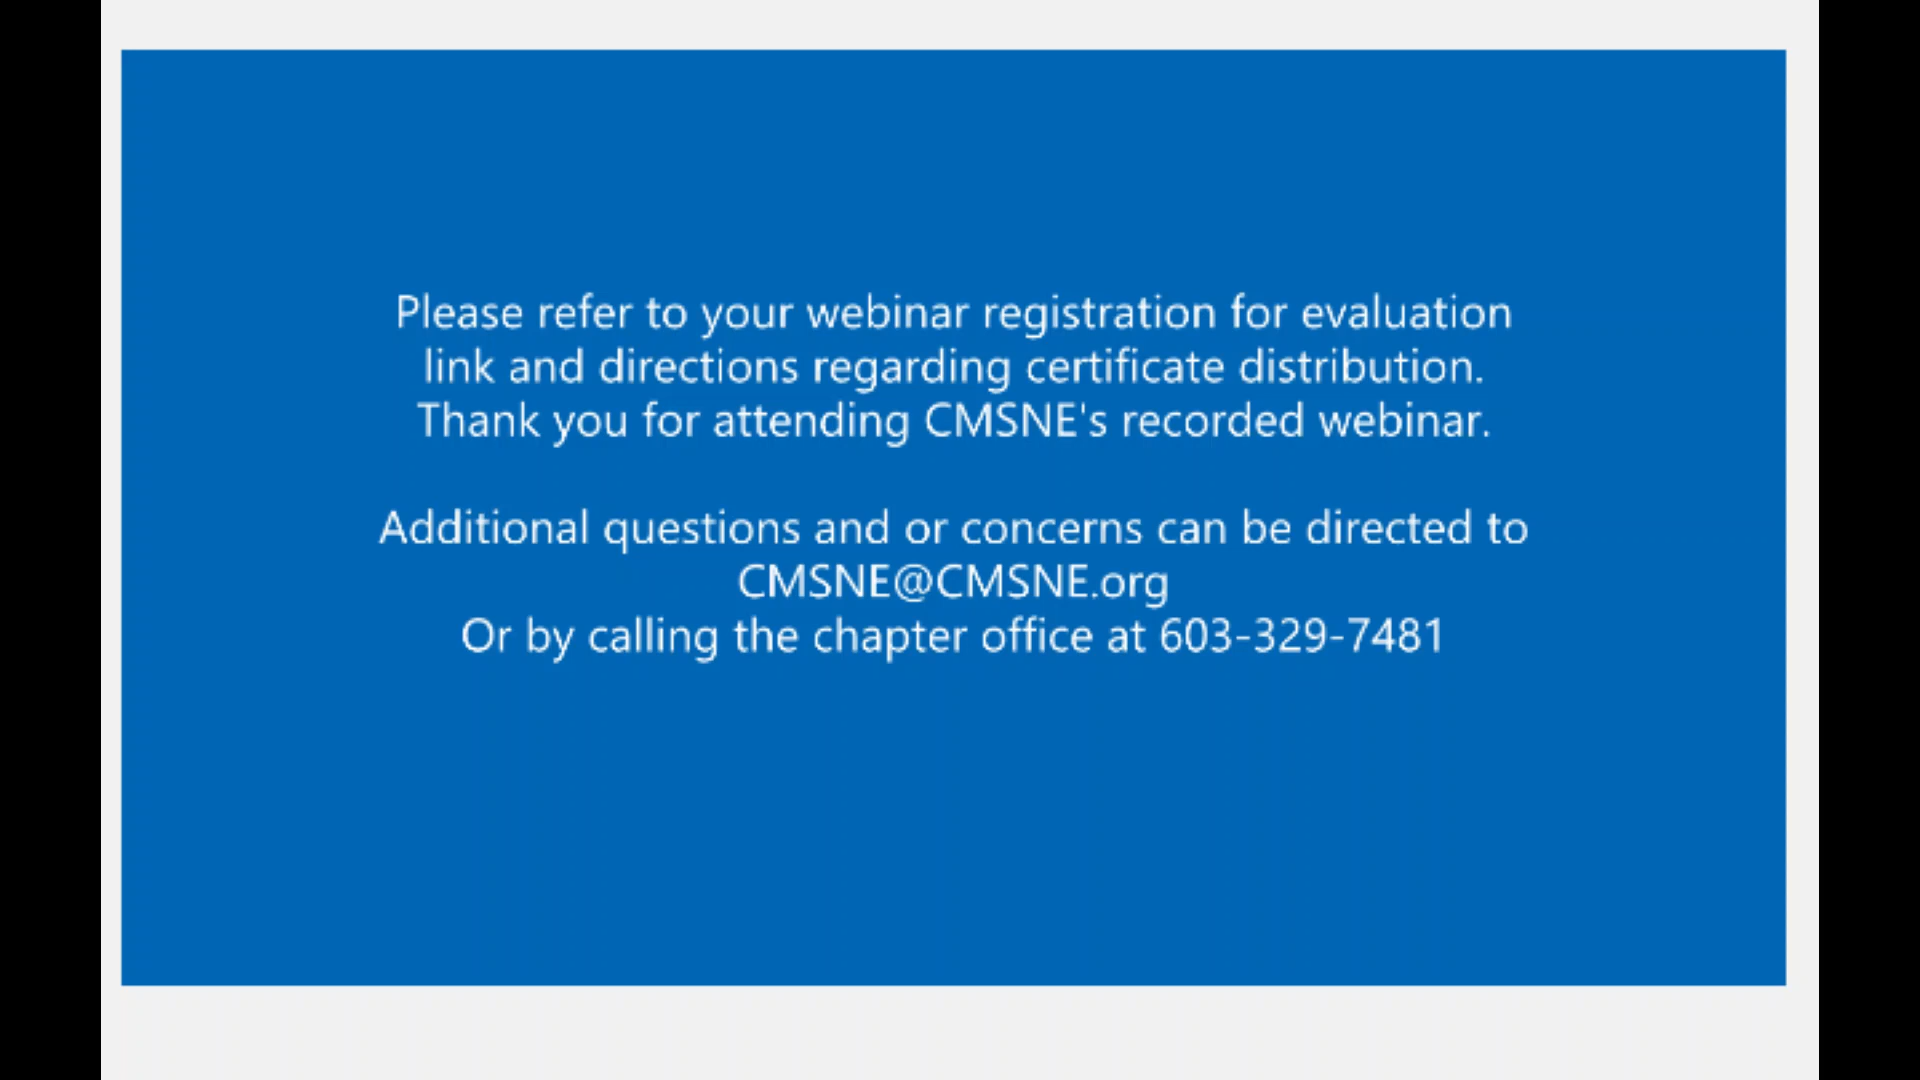 Please refer to your webinar registration for evaluation
link and directions regarding certificate distribution.
Thank you for attending CMSNE's recorded webinar.
Additional questions and or concerns can be directed to
CMSNE@CMSNE.org
Or by calling the chapter office at 603-329-7481